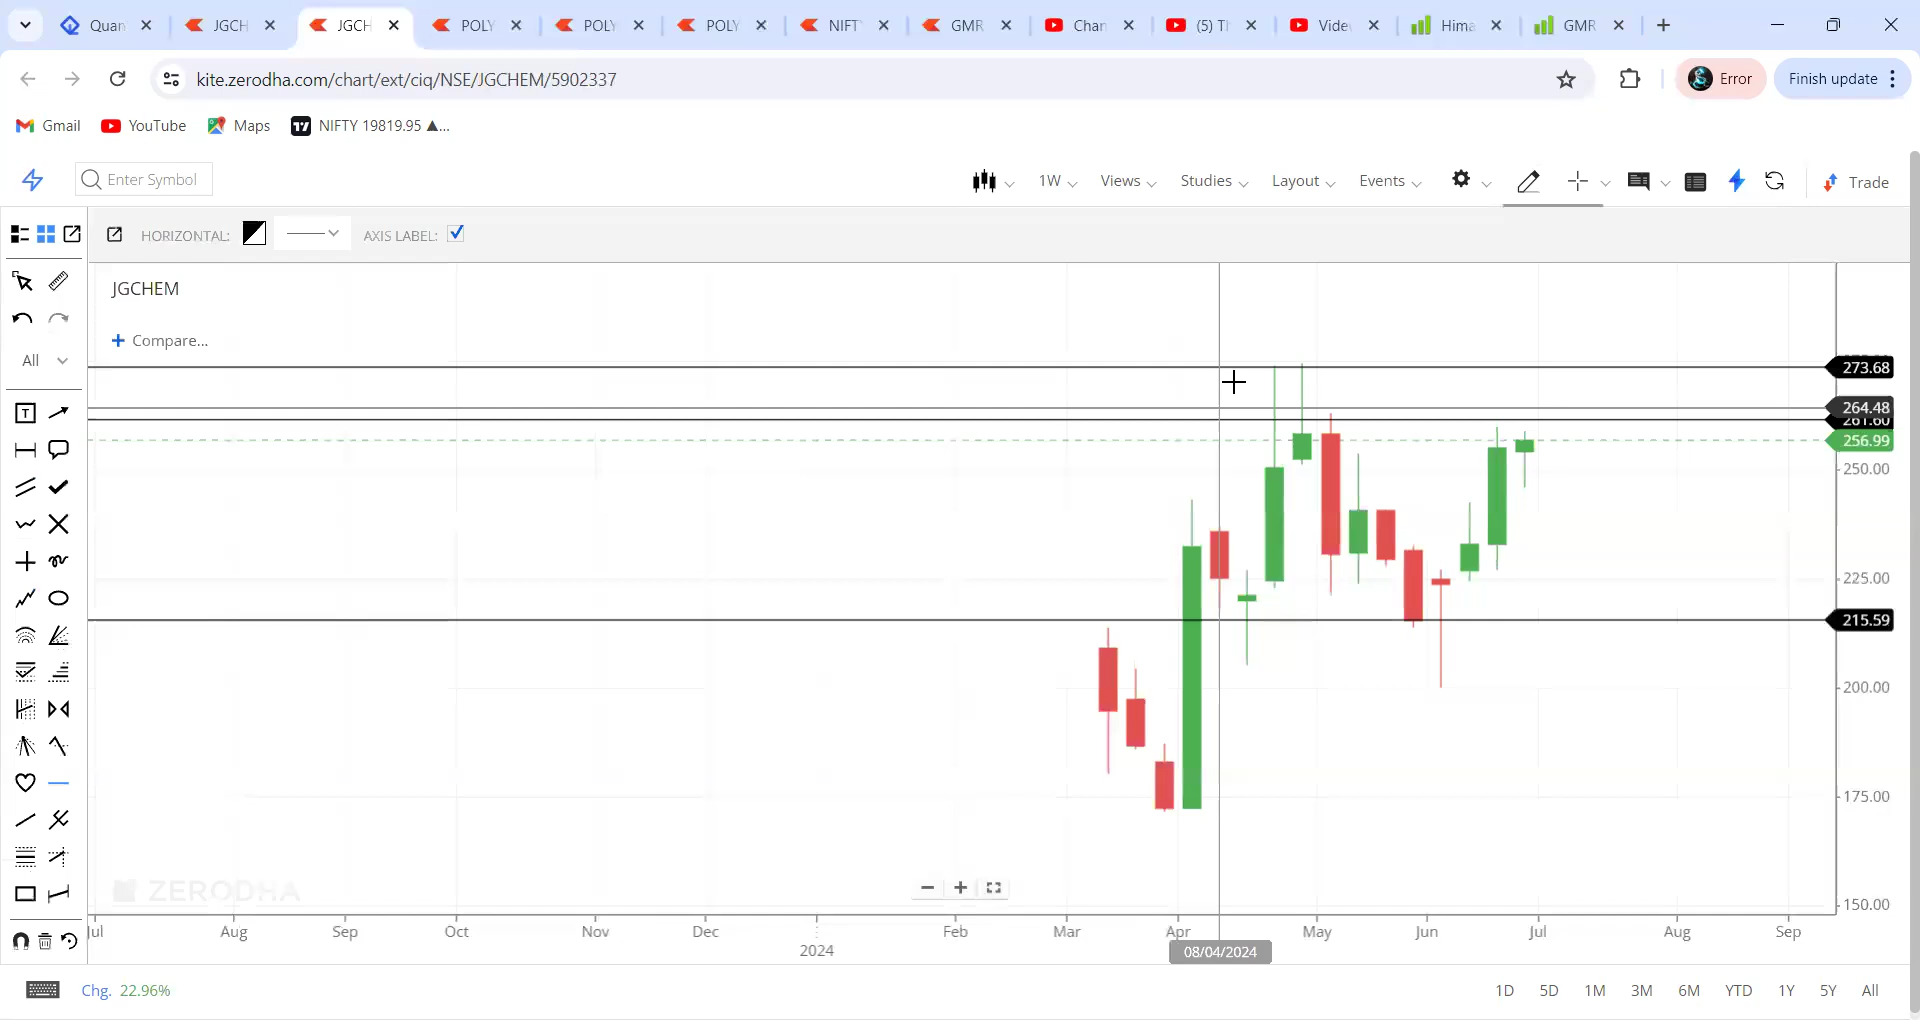 Quan
JGCH
JGCH
POLY
POLY
POLY
NIFT
GMR
Chan
(5) Th
Vide
Hima
GMR
kite.zerodha.com/chart/ext/ciq/NSE/JGCHEM/5902337
Error
Finish update
Gmail
YouTube
Maps
NIFTY 19819.95 ▲...
Enter Symbol
1W
Views
Studies
Layout
Events
Trade
HORIZONTAL:
AXIS LABEL:
JGCHEM
+ Compare...
All
273.68
264.48
261.60
256.99
250.00
225.00
215.59
200.00
175.00
150.00
ZERODHA
Jul
Aug
Sep
Oct
Nov
Dec
2024
Feb
Mar
Apr
May
Jun
Jul
Aug
Sep
08/04/2024
Chg. 22.96%
1D
5D
1M
3M
6M
YTD
1Y
5Y
All